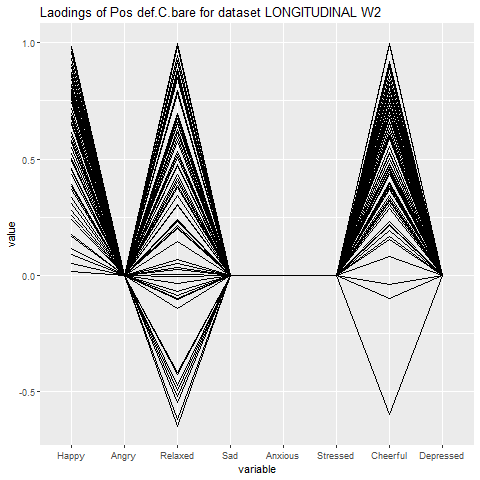 Laodings of Pos def.C.bare for dataset LONGITUDINAL W2
1.0
0.5
0.0
-0.5
value
Happy Angry Relaxed Sad Anxious Stressed Cheerful Depressed
variable